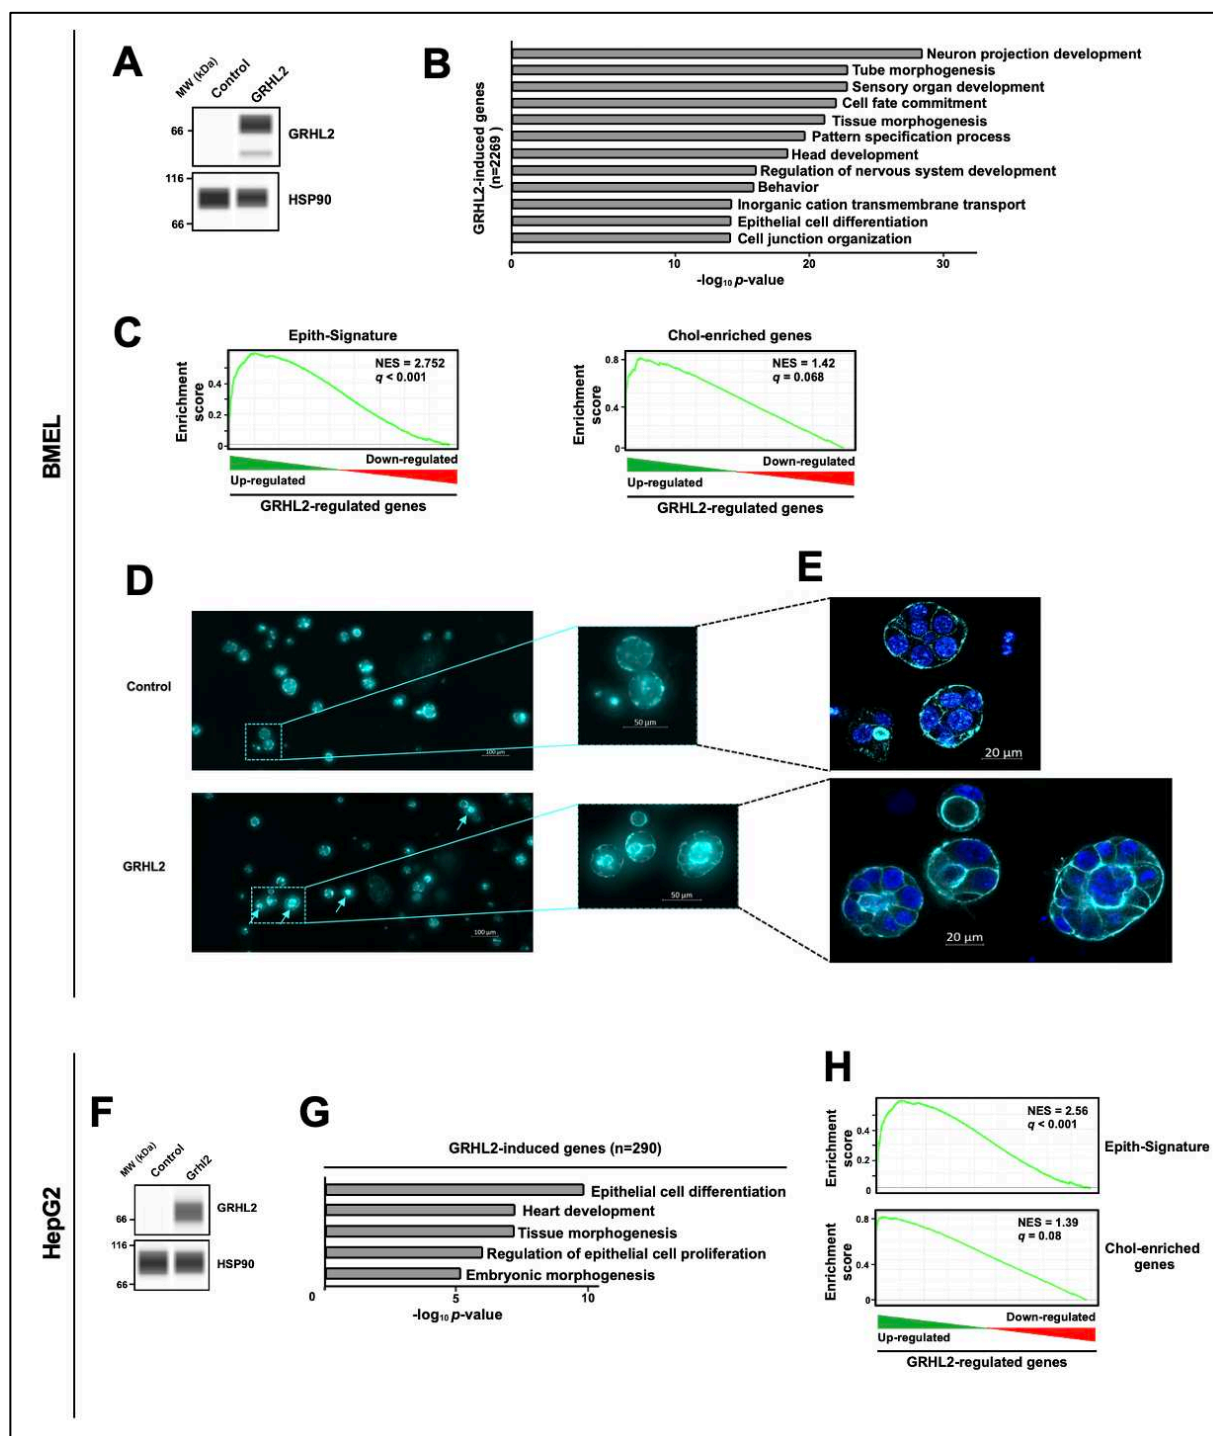 BMEL
A
MW (kDa)
Control
GRHL2
66
GRHL2
116
HSP90
66
B
GRHL2-induced genes
(n=2269 )
Neuron projection development
Tube morphogenesis
Sensory organ development
Cell fate commitment
Tissue morphogenesis
Pattern specification process
Head development
Regulation of nervous system development
Behavior
Inorganic cation transmembrane transport
Epithelial cell differentiation
Cell junction organization
0 10 20 30
-log₁₀ p-value
C
Epith-Signature
Enrichment
score
0.4
0.2
0
NES = 2.752
q < 0.001
Down-regulated
Up-regulated
GRHL2-regulated genes
Chol-enriched genes
Enrichment
score
0.8
0.4
0
NES = 1.42
q = 0.068
Down-regulated
Up-regulated
GRHL2-regulated genes
D
Control
100 µm
50 µm
E
20 µm
GRHL2
100 µm
50 µm
20 µm
HepG2
F
MW (kDa)
Control
Grhl2
GRHL2
66
116
HSP90
66
G
GRHL2-induced genes (n=290)
Epithelial cell differentiation
Heart development
Tissue morphogenesis
Regulation of epithelial cell proliferation
Embryonic morphogenesis
0 5 10
-log₁₀ p-value
H
Enrichment
score
0.4
0.2
0
NES = 2.56
q < 0.001
Epith-Signature
Enrichment
score
0.8
0.4
0
NES = 1.39
q = 0.08
Chol-enriched
genes
Down-regulated
Up-regulated
GRHL2-regulated genes